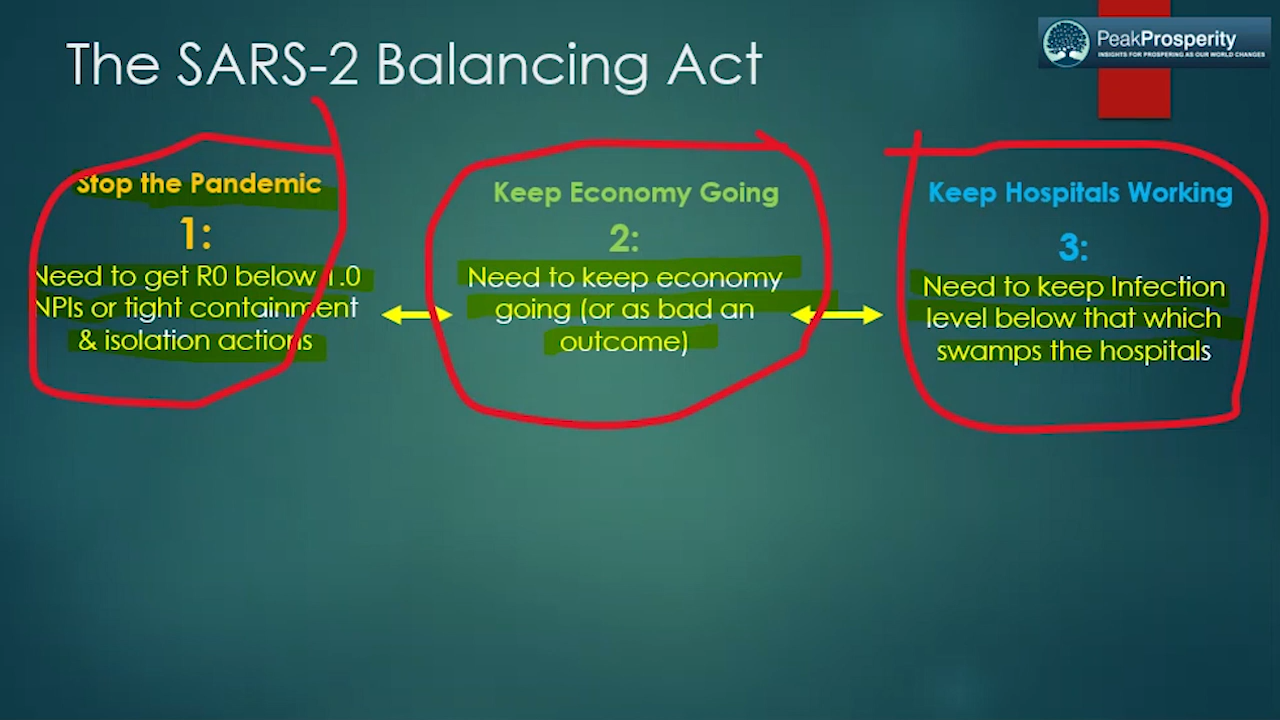 The SARS-2 Balancing Act
PeakProsperity
INSIGHTS FOR PROSPERING AS OUR WORLD CHANGES
Stop the Pandemic
1:
Need to get R0 below 1.0
NPIs or tight containment
& isolation actions
Keep Economy Going
2:
Need to keep economy
going (or as bad an
outcome)
Keep Hospitals Working
3:
Need to keep Infection
level below that which
swamps the hospitals